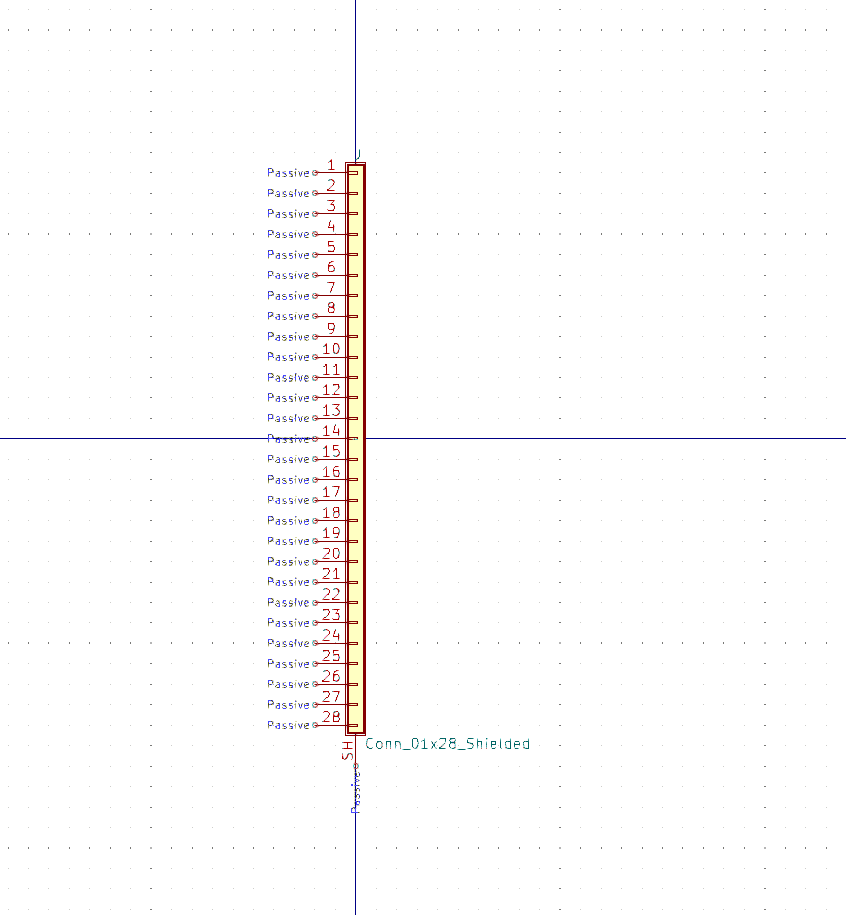 J
Passive 1
Passive 2
Passive 3
Passive 4
Passive 5
Passive 6
Passive 7
Passive 8
Passive 9
Passive 10
Passive 11
Passive 12
Passive 13
Passive 14
Passive 15
Passive 16
Passive 17
Passive 18
Passive 19
Passive 20
Passive 21
Passive 22
Passive 23
Passive 24
Passive 25
Passive 26
Passive 27
Passive 28
SH
Conn_01x28_Shielded
Passive